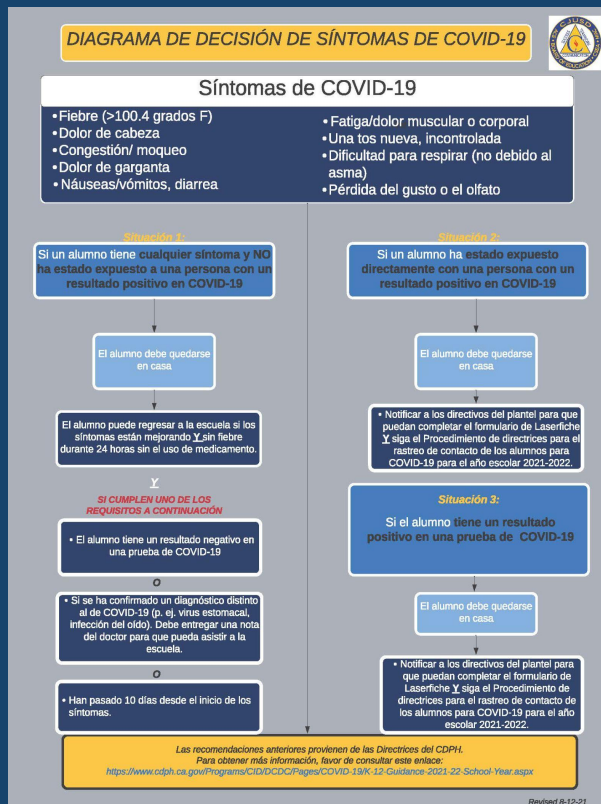 DIAGRAMA DE DECISIÓN DE SÍNTOMAS DE COVID-19
Síntomas de COVID-19
•Fiebre (>100.4 grados F)
•Dolor de cabeza
•Congestión/ moqueo
•Dolor de garganta
•Náuseas/vómitos, diarrea
•Fatiga/dolor muscular o corporal
•Una tos nueva, incontrolada
•Dificultad para respirar (no debido al
asma)
•Pérdida del gusto o el olfato
Situación 1:
Si un alumno tiene cualquier síntoma y NO
ha estado expuesto a una persona con un
resultado positivo en COVID-19
El alumno debe quedarse
en casa
El alumno puede regresar a la escuela si los
síntomas están mejorando Y sin fiebre
durante 24 horas sin el uso de medicamento.
Y
SI CUMPLEN UNO DE LOS
REQUISITOS A CONTINUACIÓN
• El alumno tiene un resultado negativo en
una prueba de COVID-19
O
• Si se ha confirmado un diagnóstico distinto
al de COVID-19 (p. ej. virus estomacal,
infección del oído). Debe entregar una nota
del doctor para que pueda asistir a la
escuela.
O
• Han pasado 10 días desde el inicio de los
síntomas.
Situación 2:
Si un alumno ha estado expuesto
directamente con una persona con un
resultado positivo en COVID-19
El alumno debe quedarse
en casa
• Notificar a los directivos del plantel para que
puedan completar el formulario de Laserfiche
Y siga el Procedimiento de directrices para el
rastreo de contacto de los alumnos para
COVID-19 para el año escolar 2021-2022.
Situación 3:
Si el alumno tiene un resultado
positivo en una prueba de COVID-19
El alumno debe quedarse
en casa
• Notificar a los directivos del plantel para
que puedan completar el formulario de
Laserfiche Y siga el Procedimiento de
directrices para el rastreo de contacto de
los alumnos para COVID para el año
escolar 2021-2022.
Las recomendaciones anteriores provienen de las Directrices del CDPH.
Para obtener más información, favor de consultar este enlace:
https://www.cdph.ca.gov/Programs/CID/DCDC/Pages/COVID-19/K-12-Guidance-2021-22-School-Year.aspx
Revised 8-12-21